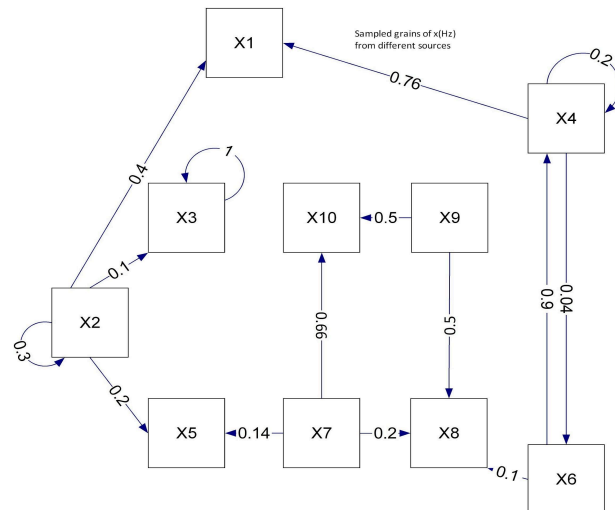 X1
Sampled grains of x(Hz)
from different sources
0.2
0.76
X4
0.4
1
X3
X10
0.5
X9
0.1
0.9
0.04
X2
0.3
0.66
0.5
0.2
X5
0.14
X7
0.2
X8
0.1
X6